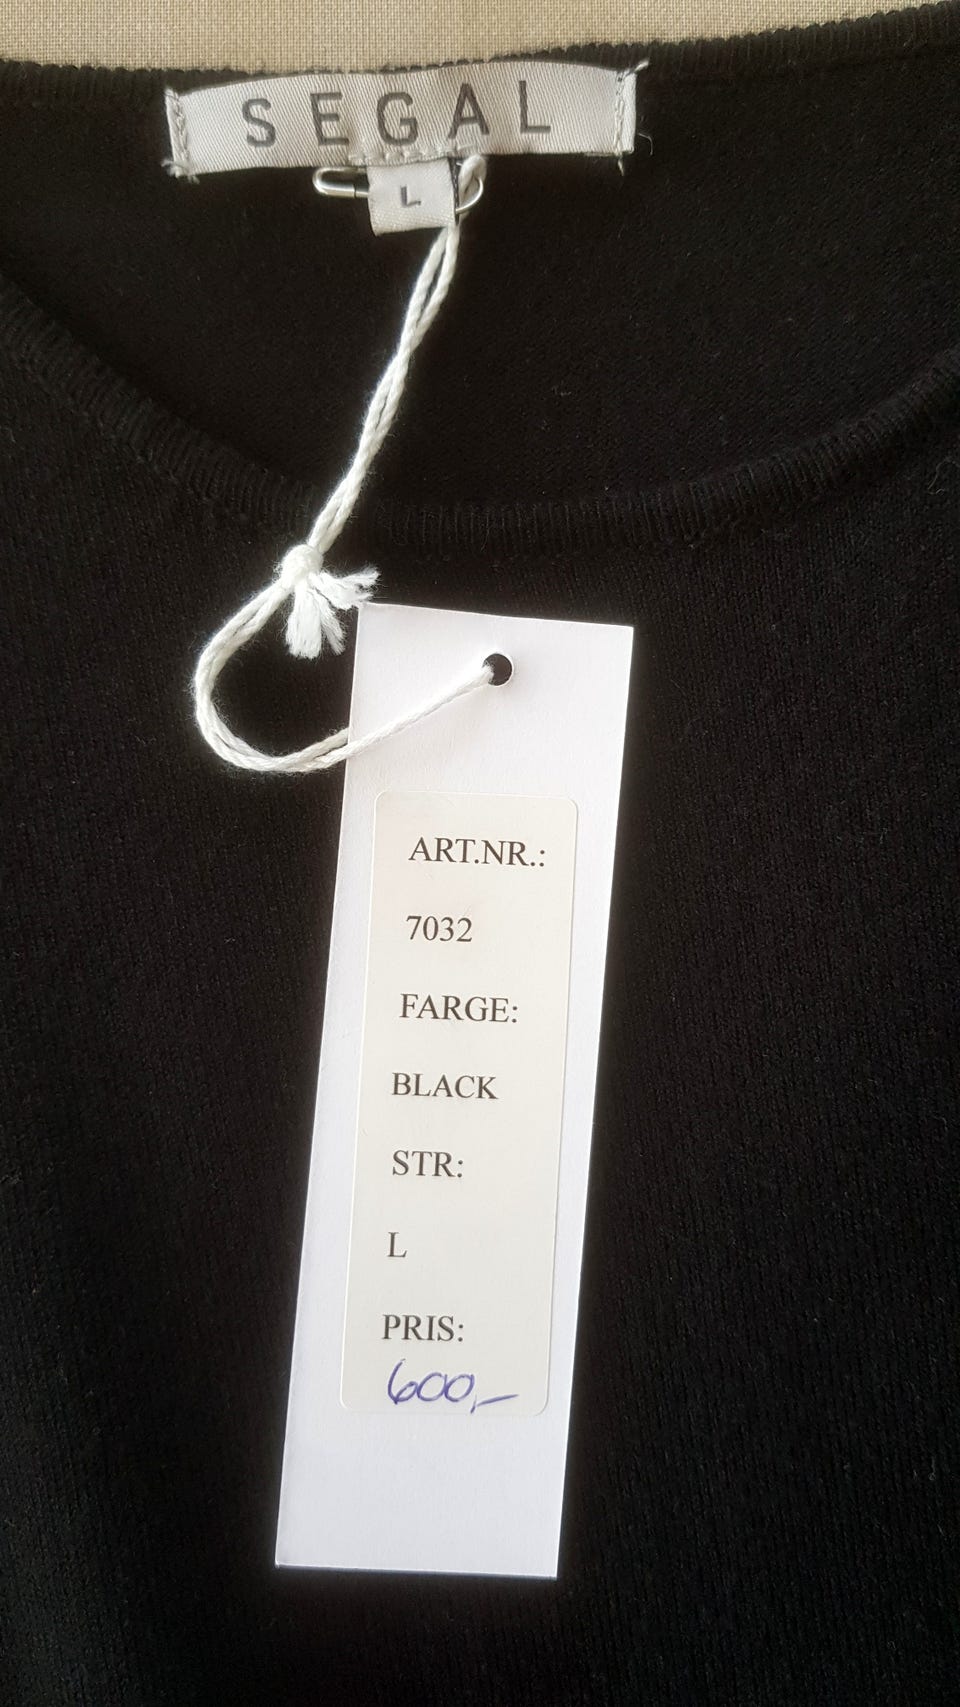 SEGAL
L
ART.NR.:
7032
FARGE:
BLACK
STR:
L
PRIS:
600,-